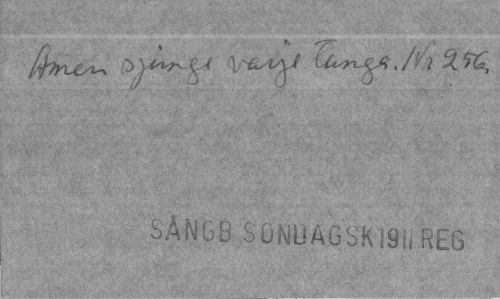 Amen sjunge varje tunga. Nr 256.
SÅNGB SÖNDAGSK 1911 REG